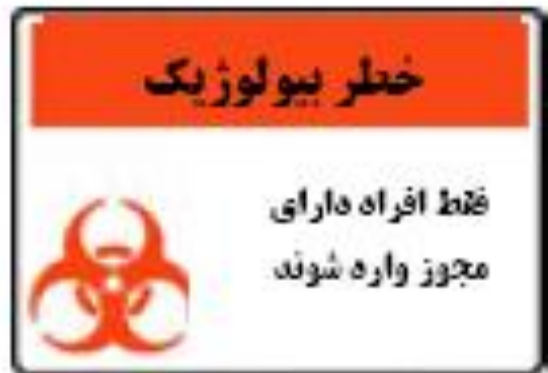 خطر بیولوژیک
فقط افراد دارای
مجوز وارد شوند